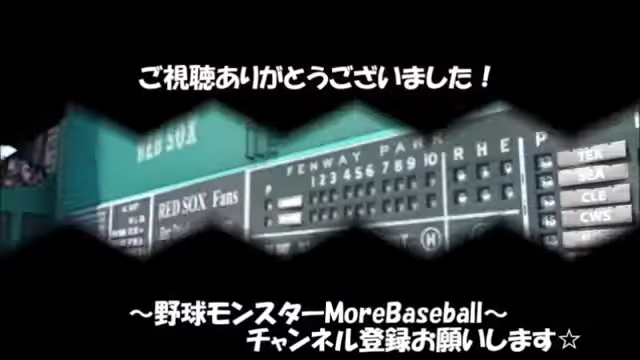 ご視聴ありがとうございました！
RED SOX
FENWAY PARK
1 2 3 4 5 6 7 8 9 10 R H E P
P
RED SOX Fans
TEX
SEA
CLE
CWS
H
～野球モンスターMoreBaseball～
チャンネル登録お願いします☆